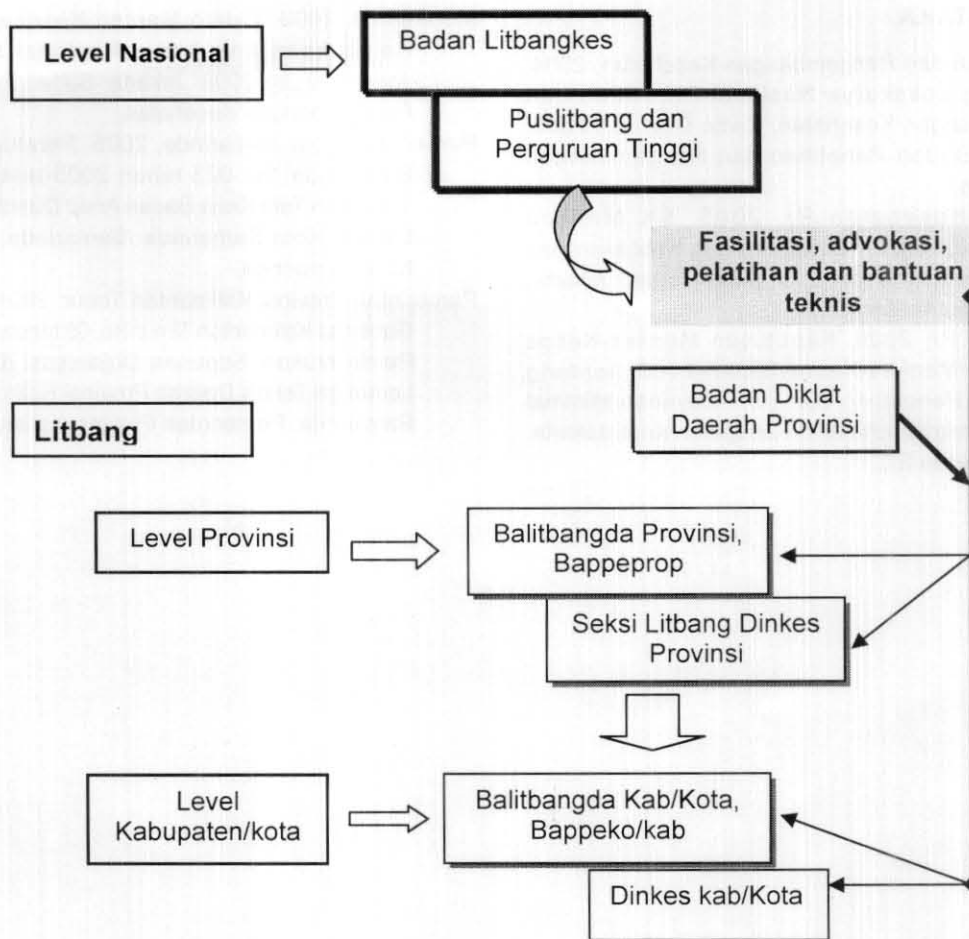 Level Nasional
Badan Litbangkes
Puslitbang dan
Perguruan Tinggi
Fasilitasi, advokasi,
pelatihan dan bantuan
teknis
Badan Diklat
Daerah Provinsi
Litbang
Level Provinsi
Balitbangda Provinsi,
Bappeprop
Seksi Litbang Dinkes
Provinsi
Level
Kabupaten/kota
Balitbangda Kab/Kota,
Bappeko/kab
Dinkes kab/Kota